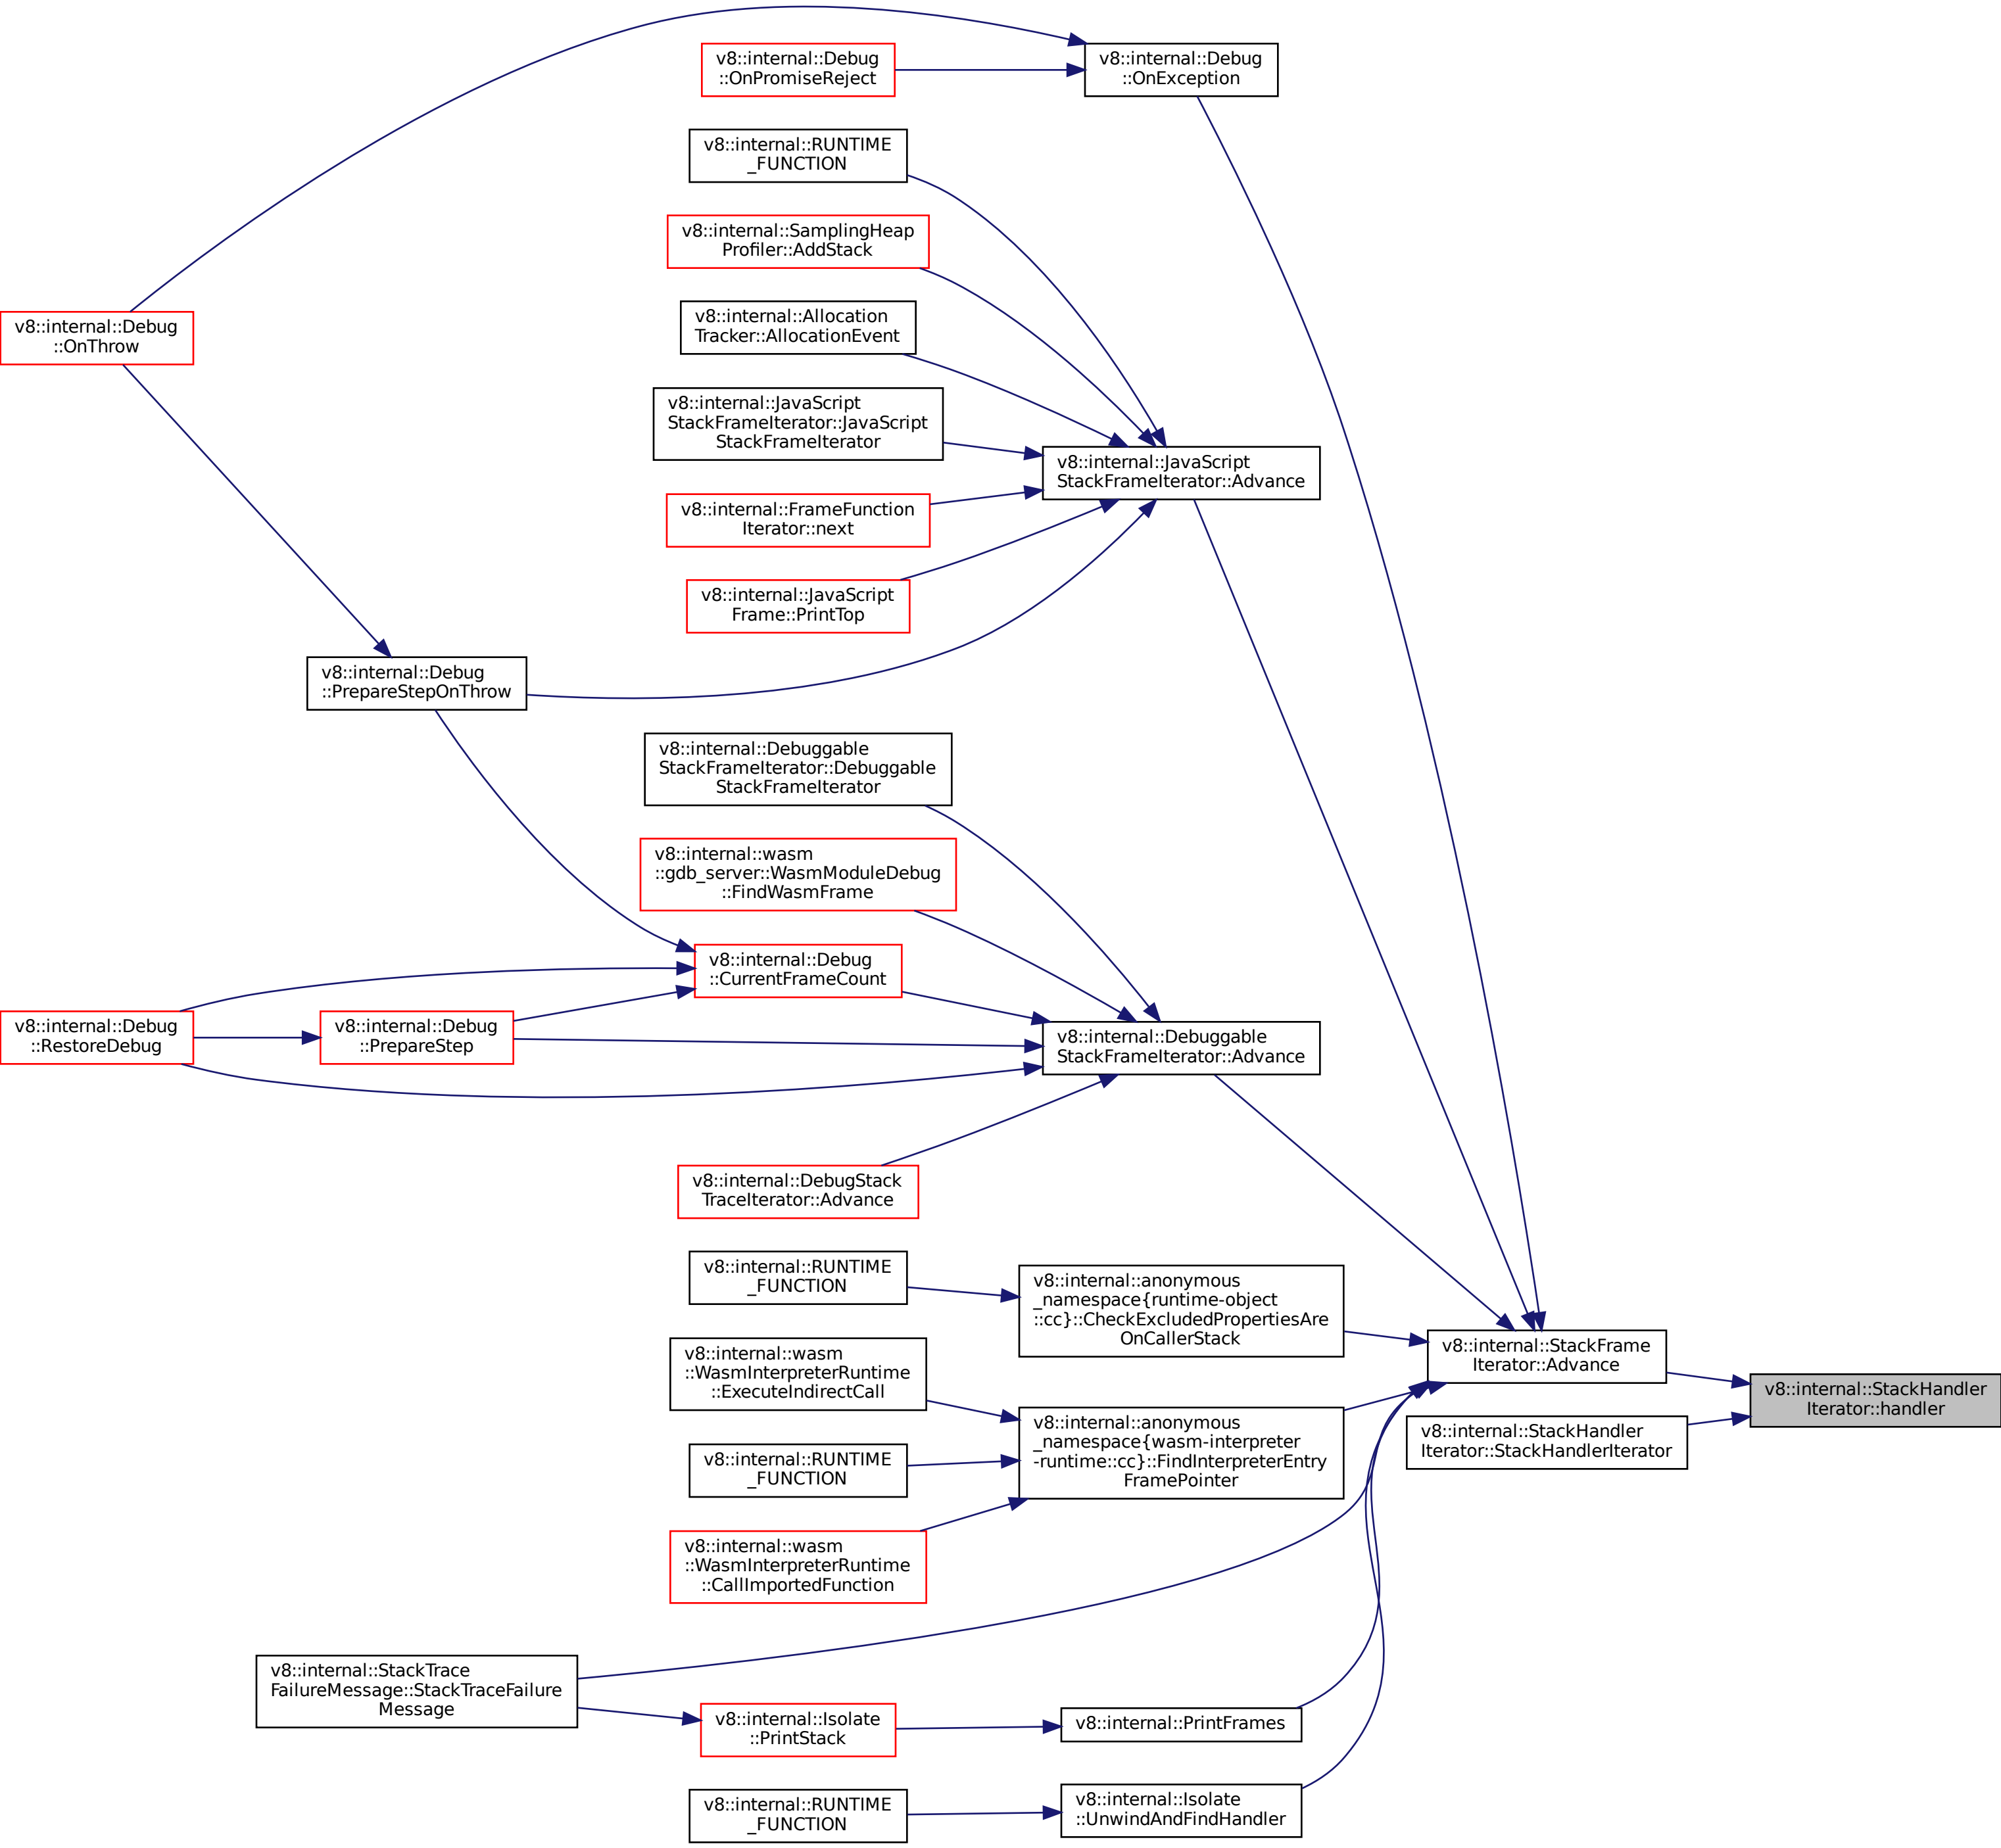 v8::internal::Debug
::OnException
v8::internal::Debug
::OnPromiseReject
v8::internal::RUNTIME
_FUNCTION
v8::internal::SamplingHeap
Profiler::AddStack
v8::internal::Allocation
Tracker::AllocationEvent
v8::internal::Debug
::OnThrow
v8::internal::JavaScript
StackFrameIterator::JavaScript
StackFrameIterator
v8::internal::JavaScript
StackFrameIterator::Advance
v8::internal::FrameFunction
Iterator::next
v8::internal::JavaScript
Frame::PrintTop
v8::internal::Debug
::PrepareStepOnThrow
v8::internal::Debuggable
StackFrameIterator::Debuggable
StackFrameIterator
v8::internal::wasm
::gdb_server::WasmModuleDebug
::FindWasmFrame
v8::internal::Debug
::CurrentFrameCount
v8::internal::Debug
::RestoreDebug
v8::internal::Debug
::PrepareStep
v8::internal::Debuggable
StackFrameIterator::Advance
v8::internal::DebugStack
TraceIterator::Advance
v8::internal::RUNTIME
_FUNCTION
v8::internal::anonymous
_namespace{runtime-object
::cc}::CheckExcludedPropertiesAre
OnCallerStack
v8::internal::StackFrame
Iterator::Advance
v8::internal::StackHandler
Iterator::handler
v8::internal::wasm
::WasmInterpreterRuntime
::ExecuteIndirectCall
v8::internal::anonymous
_namespace{wasm-interpreter
-runtime::cc}::FindInterpreterEntry
FramePointer
v8::internal::StackHandler
Iterator::StackHandlerIterator
v8::internal::RUNTIME
_FUNCTION
v8::internal::wasm
::WasmInterpreterRuntime
::CallImportedFunction
v8::internal::StackTrace
FailureMessage::StackTraceFailure
Message
v8::internal::Isolate
::PrintStack
v8::internal::PrintFrames
v8::internal::RUNTIME
_FUNCTION
v8::internal::Isolate
::UnwindAndFindHandler